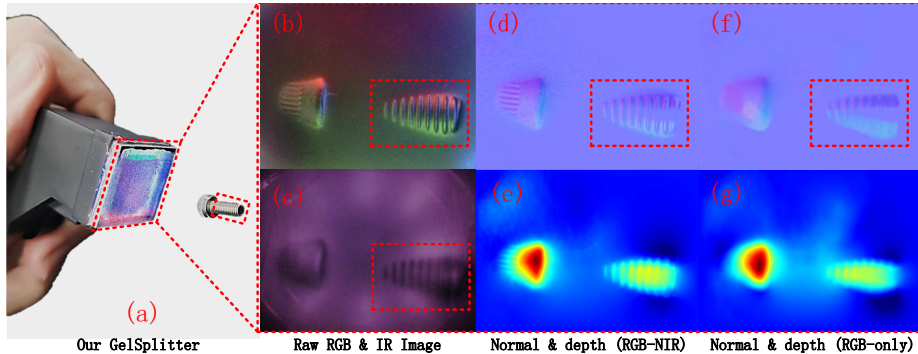 (b)
(d)
(f)
(c)
(e)
(g)
(a)
Our GelSplitter
Raw RGB & IR Image
Normal & depth (RGB-NIR)
Normal & depth (RGB-only)